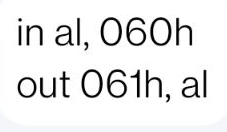 in al, 060h
out 061h, al